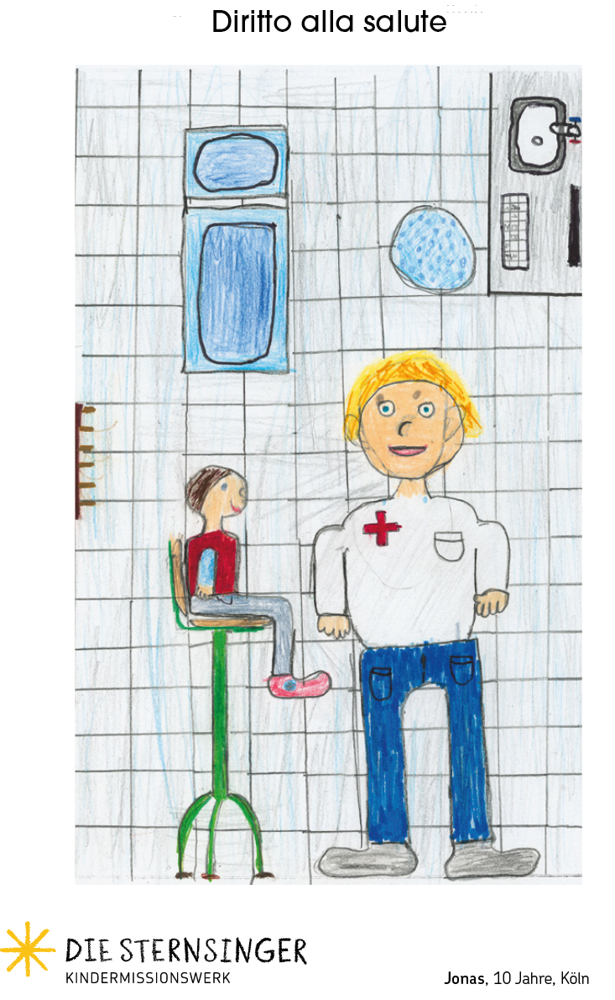 Diritto alla salute
DIE STERNSINGER
KINDERMISSIONSWERK
Jonas, 10 Jahre, Köln